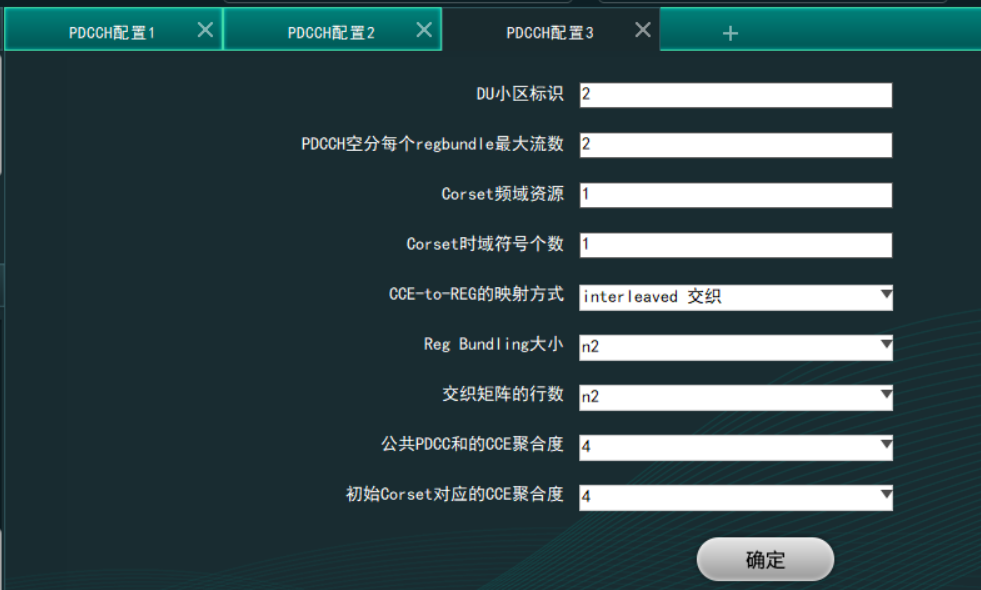 PDCCH配置1 PDCCH配置2 PDCCH配置3 +
DU小区标识 2
PDCCH空分每个regbundle最大流数 2
Corset频域资源 1
Corset时域符号个数 1
CCE-to-REG的映射方式 interleaved 交织
Reg Bundling大小 n2
交织矩阵的行数 n2
公共PDCC和的CCE聚合度 4
初始Corset对应的CCE聚合度 4
确定